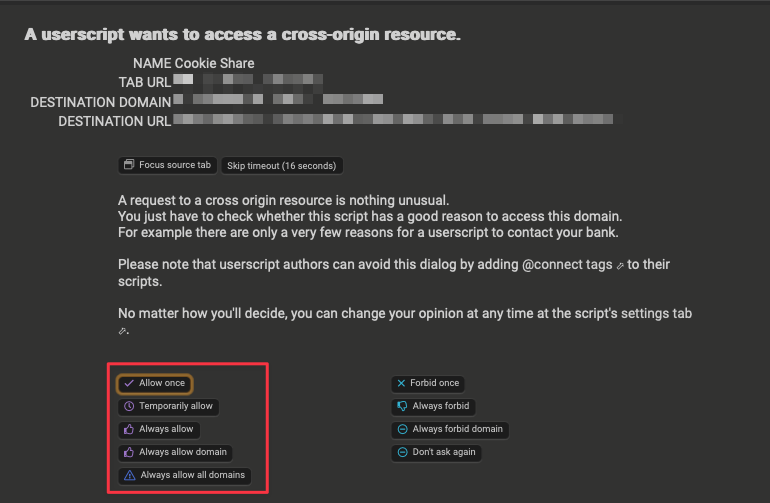 A userscript wants to access a cross-origin resource.
NAME Cookie Share
TAB URL
DESTINATION DOMAIN
DESTINATION URL
Focus source tab Skip timeout (16 seconds)
A request to a cross origin resource is nothing unusual.
You just have to check whether this script has a good reason to access this domain.
For example there are only a very few reasons for a userscript to contact your bank.
Please note that userscript authors can avoid this dialog by adding @connect tags to their
scripts.
No matter how you'll decide, you can change your opinion at any time at the script's settings tab
.
Allow once Forbid once
Temporarily allow Always forbid
Always allow Always forbid domain
Always allow domain Don't ask again
Always allow all domains